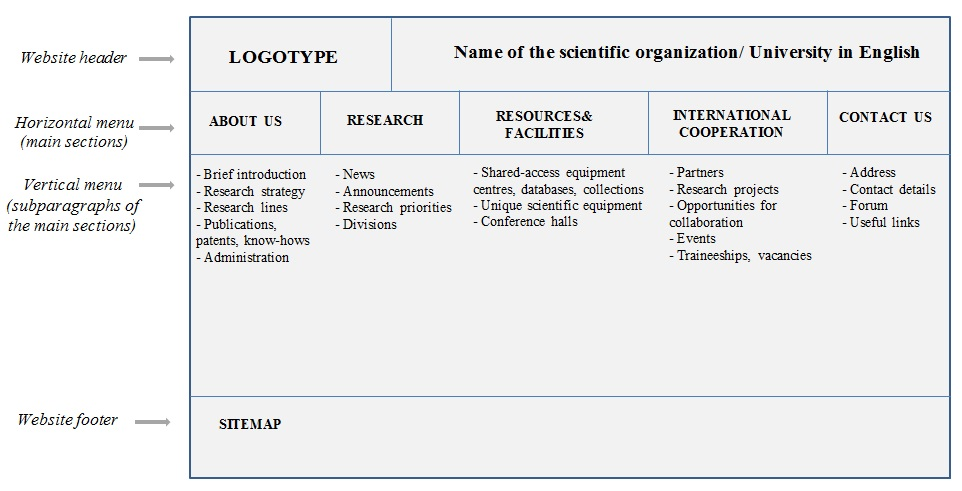 Website header
LOGOTYPE
Name of the scientific organization/ University in English
Horizontal menu
(main sections)
ABOUT US
RESEARCH
RESOURCES&
FACILITIES
INTERNATIONAL
COOPERATION
CONTACT US
Vertical menu
(subparagraphs of
the main sections)
- Brief introduction
- Research strategy
- Research lines
- Publications,
patents, know-hows
- Administration
- News
- Announcements
- Research priorities
- Divisions
- Shared-access equipment
centres, databases, collections
- Unique scientific equipment
- Conference halls
- Partners
- Research projects
- Opportunities for
collaboration
- Events
- Traineeships, vacancies
- Address
- Contact details
- Forum
- Useful links
Website footer
SITEMAP